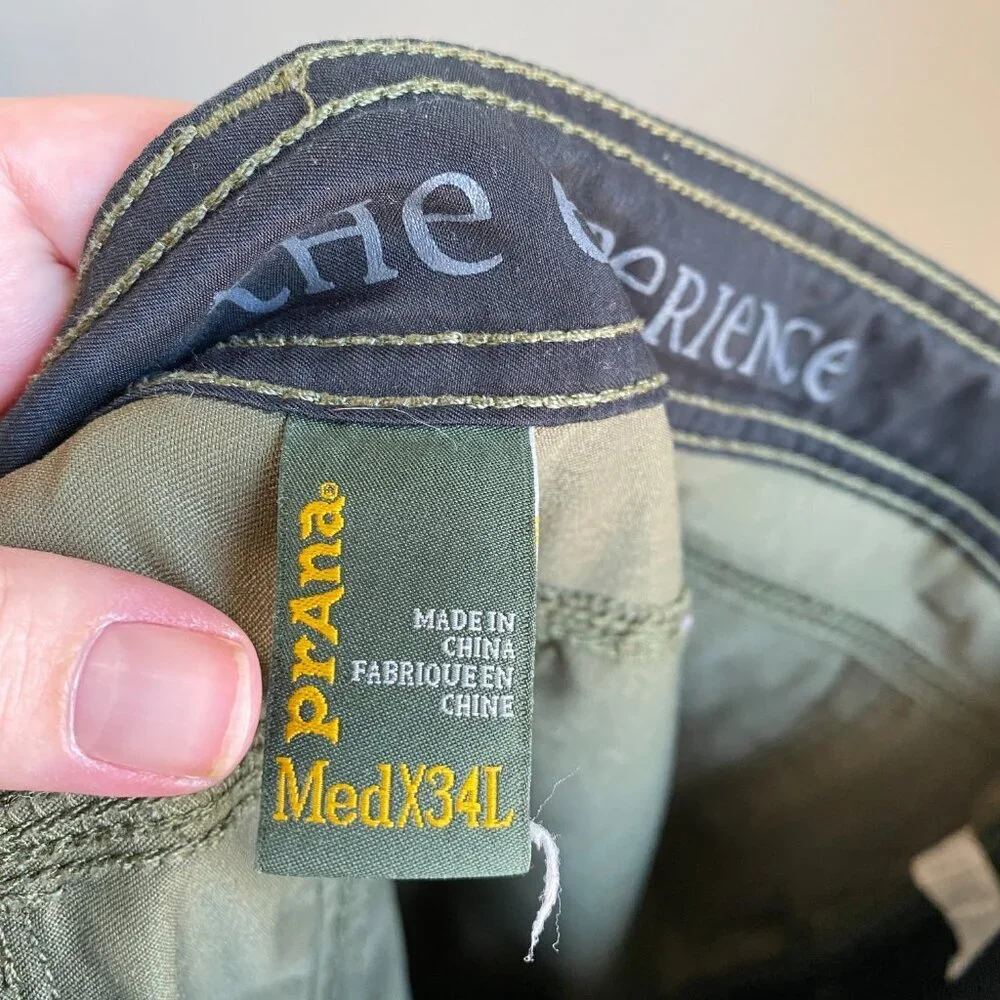 THE
prAna®
MADE IN
CHINA
FABRIQUE EN
CHINE
MedX34L